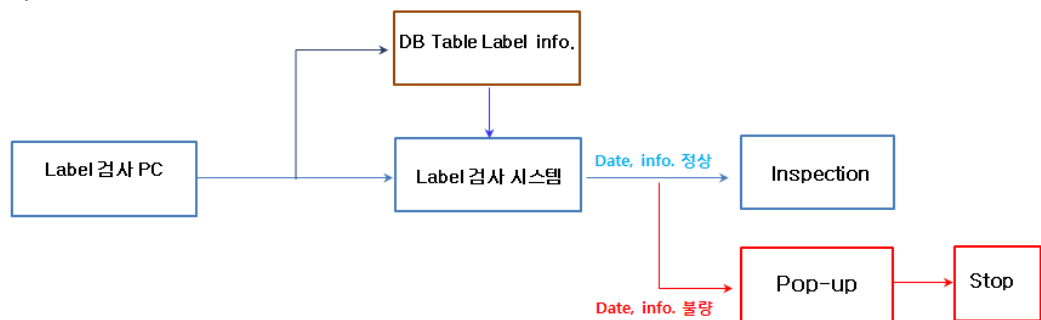 DB Table Label info.
Label 검사 PC
Label 검사 시스템
Date, info. 정상
Inspection
Date, info. 불량
Pop-up
Stop